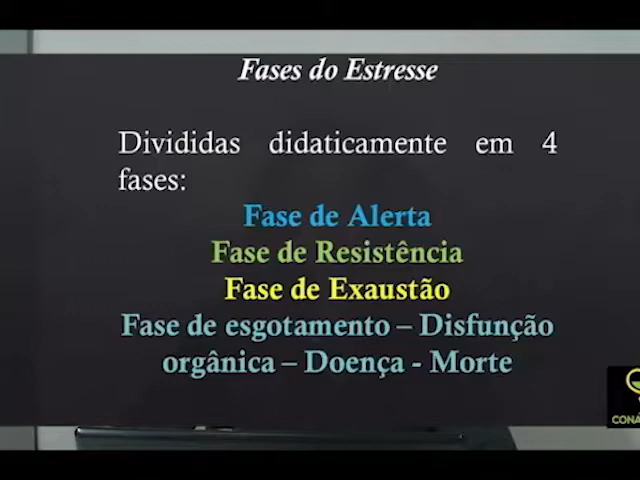 Fases do Estresse
Divididas didaticamente em 4
fases:
Fase de Alerta
Fase de Resistência
Fase de Exaustão
Fase de esgotamento – Disfunção
orgânica – Doença - Morte